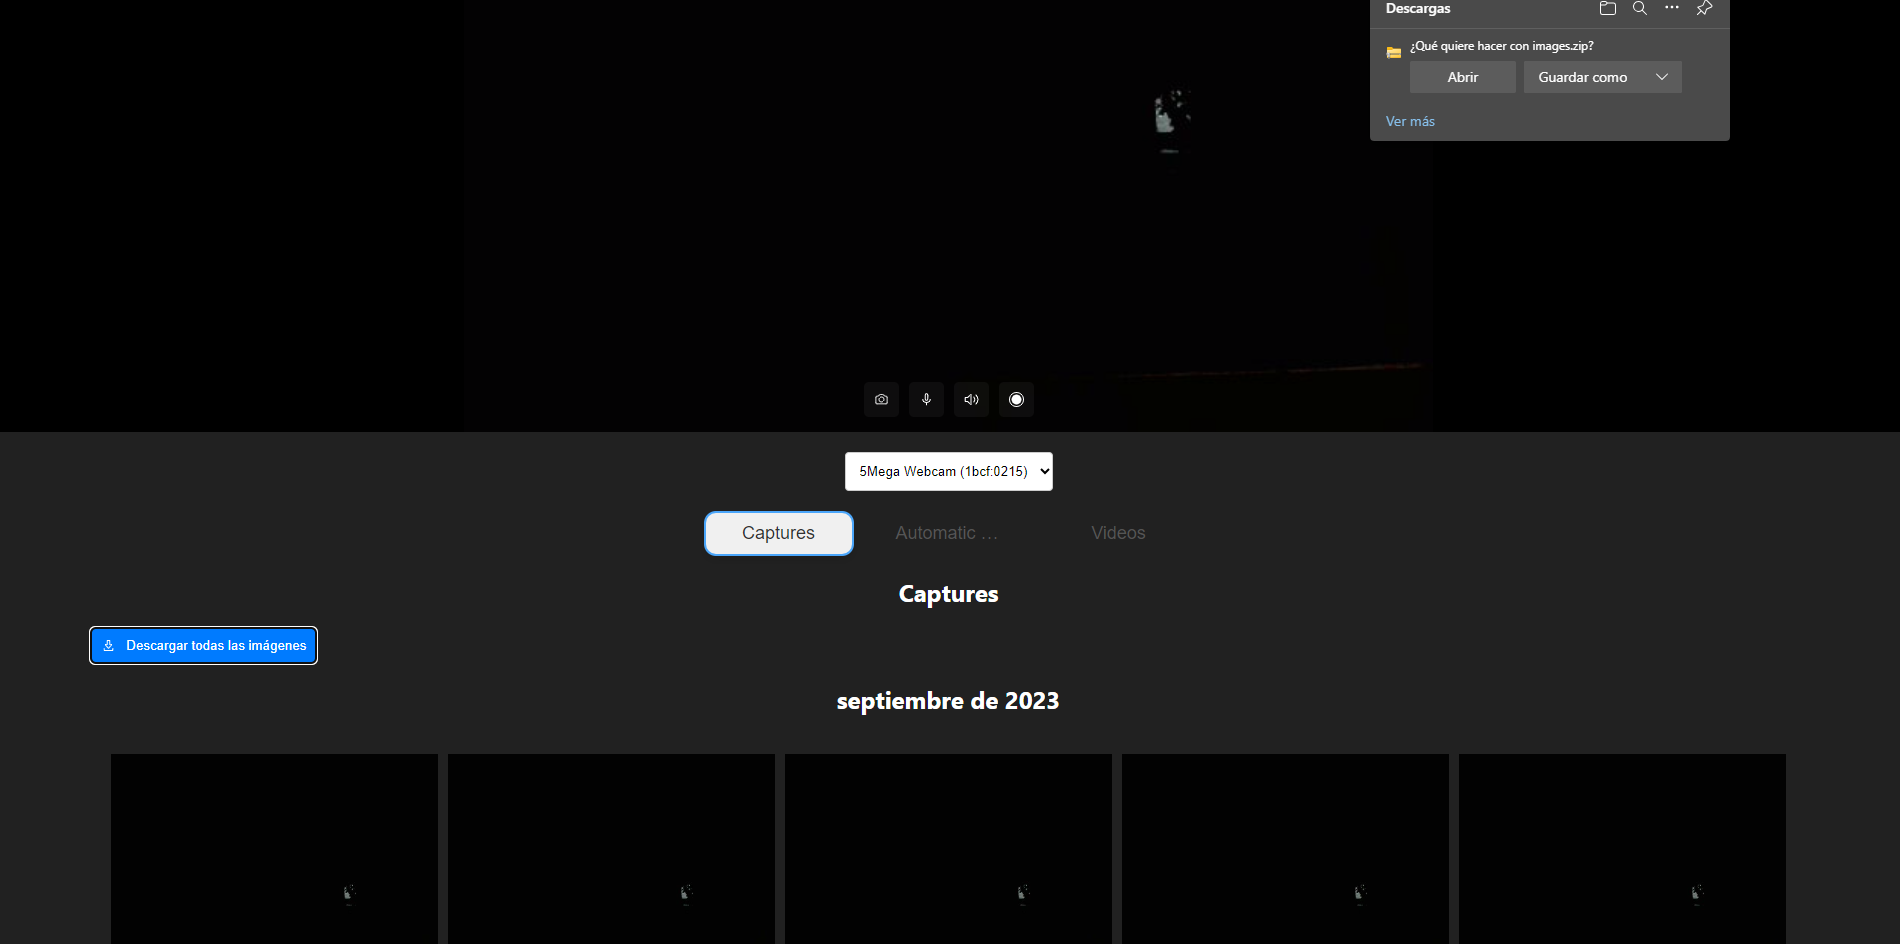 Descargas
¿Qué quiere hacer con images.zip?
Abrir
Guardar como
Ver más
5Mega Webcam (1bcf:0215)
Captures
Automatic ...
Videos
Captures
Descargar todas las imágenes
septiembre de 2023